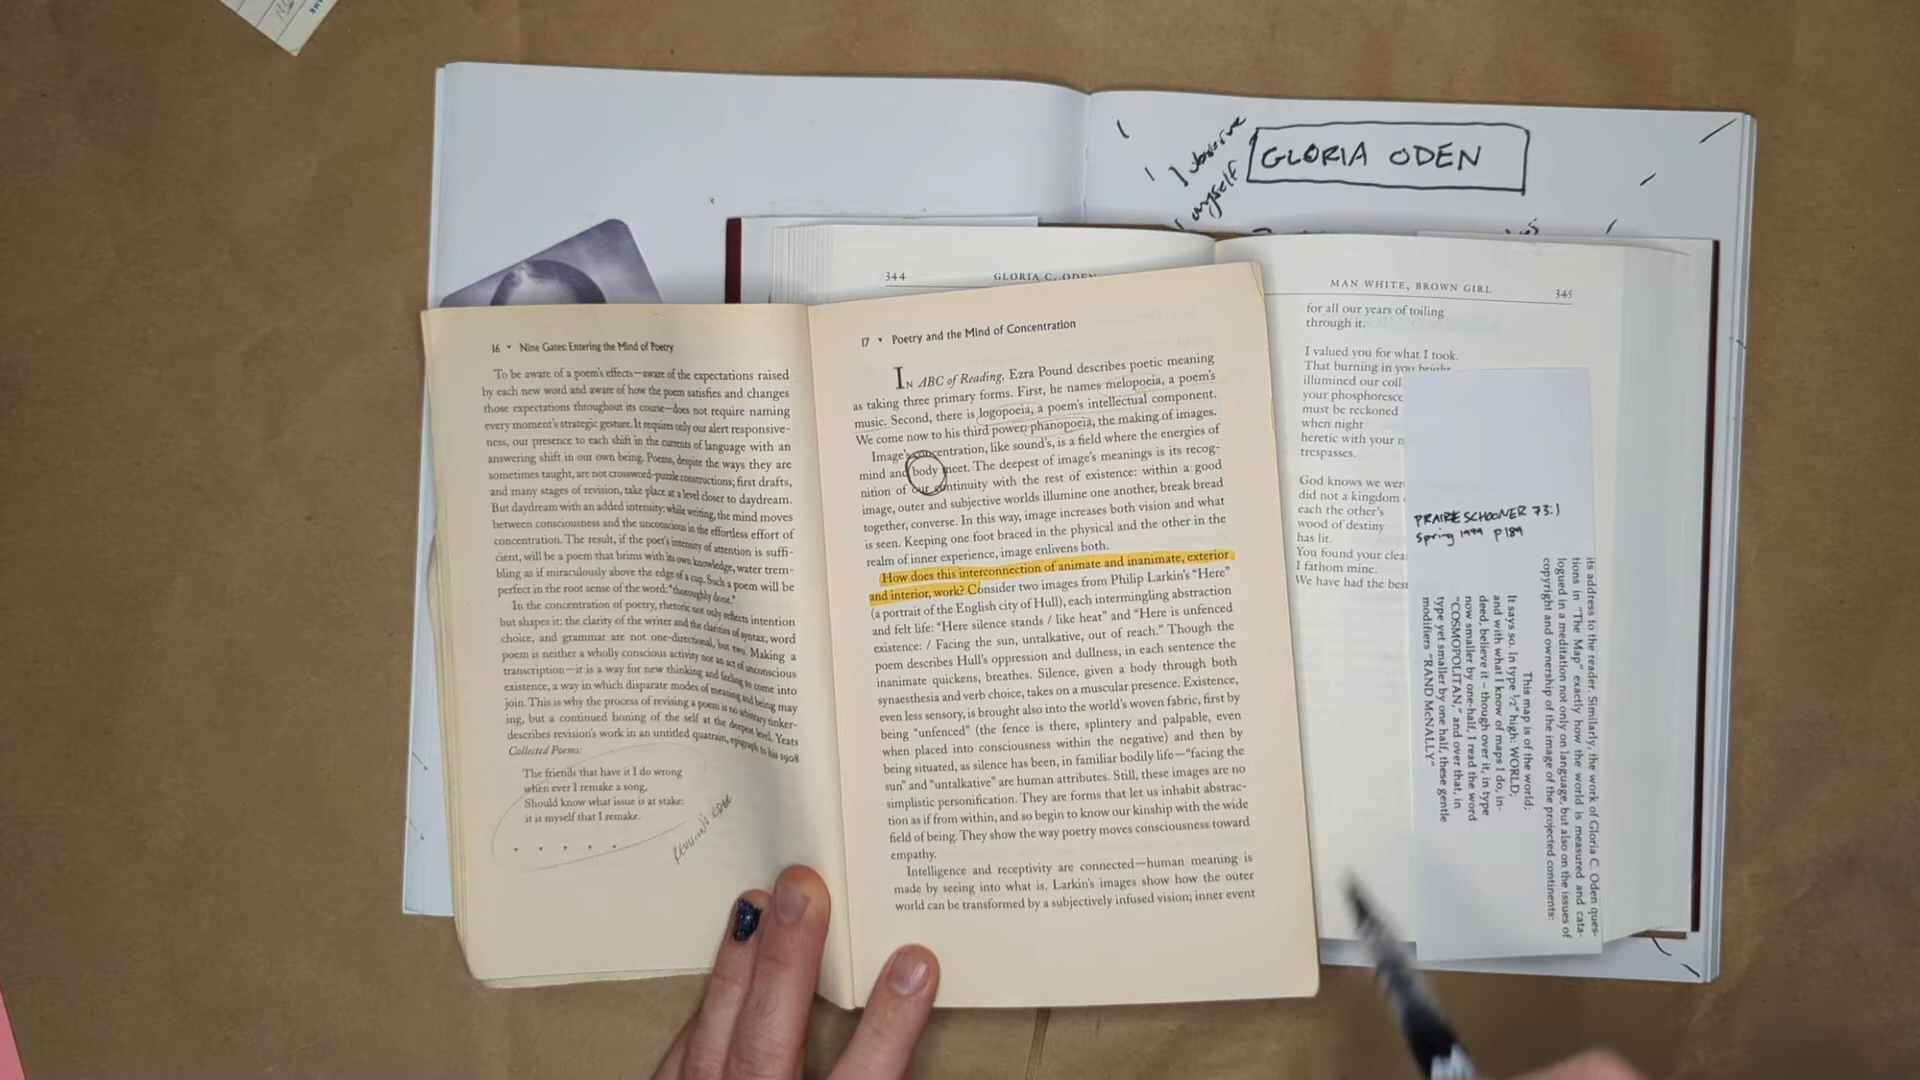 I observe
myself
GLORIA ODEN
344 GLORIA C. ODEN
MAN WHITE, BROWN GIRL 345
for all our years of toiling
through it.
I valued you for what I took.
That burning in you bright
illumined our coll
your phosphoresc
must be reckoned
when night
heretic with your n
trespasses.
God knows we wer
did not a kingdom
each the other's
wood of destiny
has lit.
You found your clea
I fathom mine.
We have had the bes
PRAIRIE SCHOONER 73:1
Spring 1999 p189
its address to the reader. Similarly, the work of Gloria C. Oden ques-
tions in "The Map" exactly how the world is measured and cata-
logued in a meditation not only on language, but also on the issues of
copyright and ownership of the image of the projected continents:
This map is of the world;
It says so. In type ½" high: WORLD;
and with what I know of maps I do, in-
deed, believe it – though over it, in type
now smaller by one-half, I read the word
"COSMOPOLITAN," and over that, in
type yet smaller by one half, these gentle
modifiers "RAND McNALLY"
16 ▾ Nine Gates: Entering the Mind of Poetry
To be aware of a poem's effects—aware of the expectations raised
by each new word and aware of how the poem satisfies and changes
those expectations throughout its course—does not require naming
every moment's strategic gesture. It requires only our alert responsive-
ness, our presence to each shift in the currents of language with an
answering shift in our own being. Poems, despite the ways they are
sometimes taught, are not crossword-puzzle constructions; first drafts,
and many stages of revision, take place at a level closer to daydream.
But daydream with an added intensity: while writing, the mind moves
between consciousness and the unconscious in the effortless effort of
concentration. The result, if the poet's intensity of attention is suffi-
cient, will be a poem that brims with its own knowledge, water trem-
bling as if miraculously above the edge of a cup. Such a poem will be
perfect in the root sense of the word: "thoroughly done."
In the concentration of poetry, rhetoric not only reflects intention
but shapes it: the clarity of the writer and the clarities of syntax, word
choice, and grammar are not one-directional, but two. Making a
poem is neither a wholly conscious activity nor an act of unconscious
transcription—it is a way for new thinking and feeling to come into
existence, a way in which disparate modes of meaning and being may
join. This is why the process of revising a poem is no arbitrary tinker-
ing, but a continued honing of the self at the deepest level. Yeats
describes revision's work in an untitled quatrain, epigraph to his 1908
Collected Poems:
The friends that have it I do wrong
when ever I remake a song,
Should know what issue is at stake:
it is myself that I remake.
. . . . .
17 ▾ Poetry and the Mind of Concentration
IN ABC of Reading, Ezra Pound describes poetic meaning
as taking three primary forms. First, he names melopoeia, a poem's
music. Second, there is logopoeia, a poem's intellectual component.
We come now to his third power: phanopoeia, the making of images.
Image's concentration, like sound's, is a field where the energies of
mind and body meet. The deepest of image's meanings is its recog-
nition of our continuity with the rest of existence: within a good
image, outer and subjective worlds illumine one another, break bread
together, converse. In this way, image increases both vision and what
is seen. Keeping one foot braced in the physical and the other in the
realm of inner experience, image enlivens both.
How does this interconnection of animate and inanimate, exterior
and interior, work? Consider two images from Philip Larkin's "Here"
(a portrait of the English city of Hull), each intermingling abstraction
and felt life: "Here silence stands / like heat" and "Here is unfenced
existence: / Facing the sun, untalkative, out of reach." Though the
poem describes Hull's oppression and dullness, in each sentence the
inanimate quickens, breathes. Silence, given a body through both
synaesthesia and verb choice, takes on a muscular presence. Existence,
even less sensory, is brought also into the world's woven fabric, first by
being "unfenced" (the fence is there, splintery and palpable, even
when placed into consciousness within the negative) and then by
being situated, as silence has been, in familiar bodily life—"facing the
sun" and "untalkative" are human attributes. Still, these images are no
simplistic personification. They are forms that let us inhabit abstrac-
tion as if from within, and so begin to know our kinship with the wide
field of being. They show the way poetry moves consciousness toward
empathy.
Intelligence and receptivity are connected—human meaning is
made by seeing into what is. Larkin's images show how the outer
world can be transformed by a subjectively infused vision; inner event